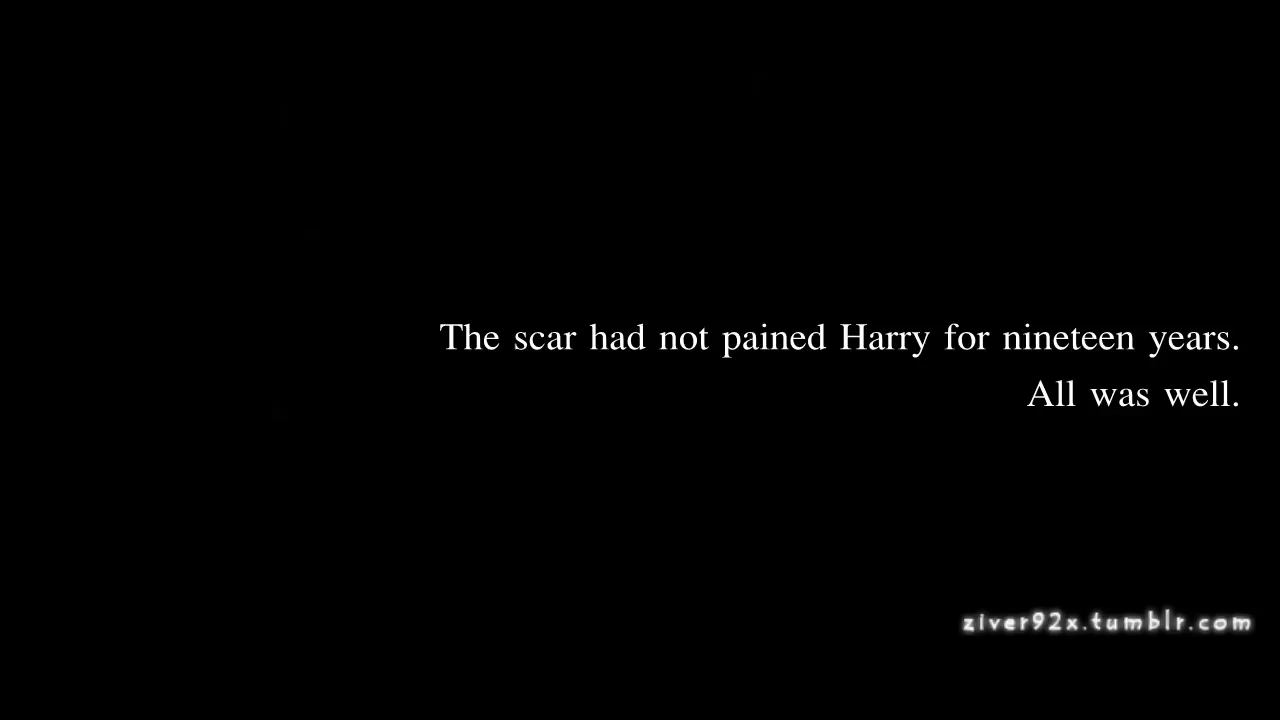 The scar had not pained Harry for nineteen years.
All was well.
ziver92x.tumblr.com